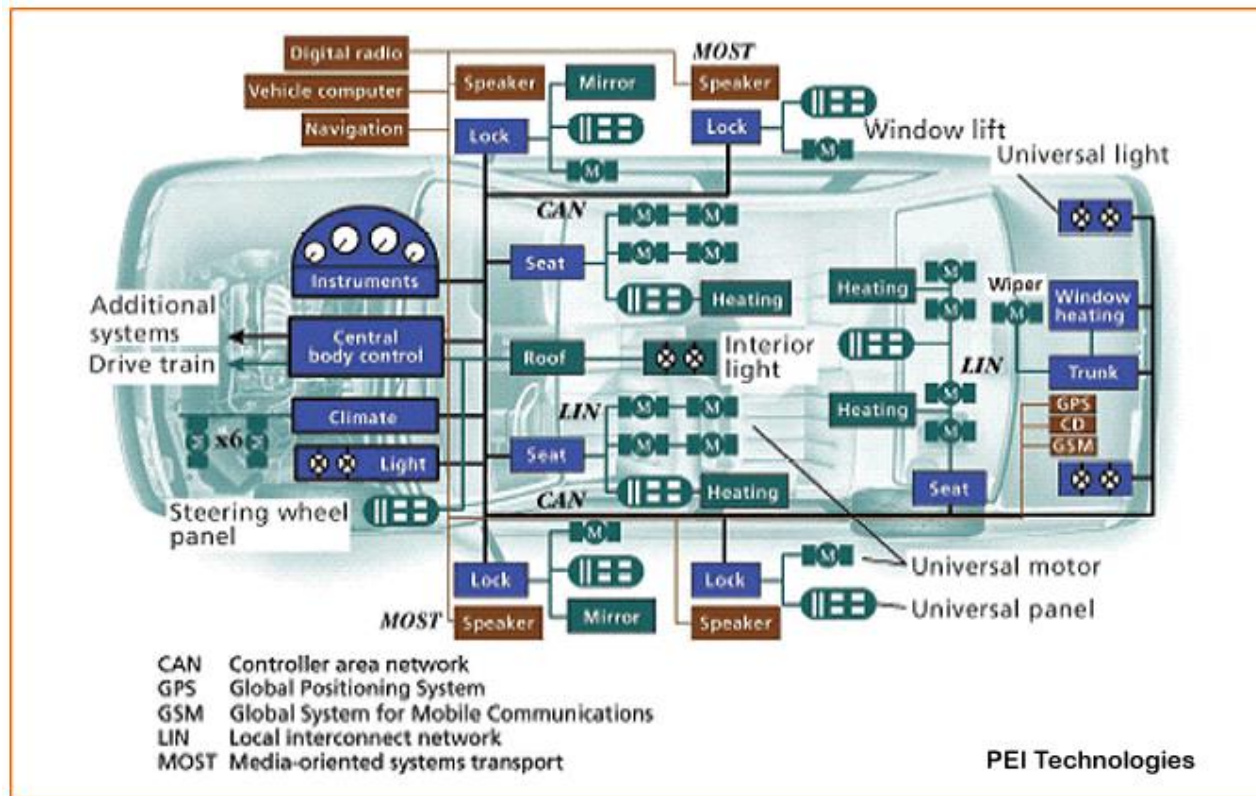 Digital radio
Vehicle computer
Navigation
MOST
Speaker
Mirror
Speaker
Lock
Lock
M
M
Window lift
Universal light
CAN
M
M
Seat
M
M
Instruments
Heating
Heating
M
M
Wiper
M
Window
heating
Additional
systems
Drive train
Central
body control
Roof
Interior
light
LIN
Trunk
Climate
LIN
M
M
Heating
M
GPS
CD
GSM
M
x6
M
Light
Seat
M
M
CAN
Heating
Seat
Steering wheel
panel
M
Lock
Lock
M
Universal motor
MOST
Speaker
Mirror
Speaker
Universal panel
CAN Controller area network
GPS Global Positioning System
GSM Global System for Mobile Communications
LIN Local interconnect network
MOST Media-oriented systems transport
PEI Technologies